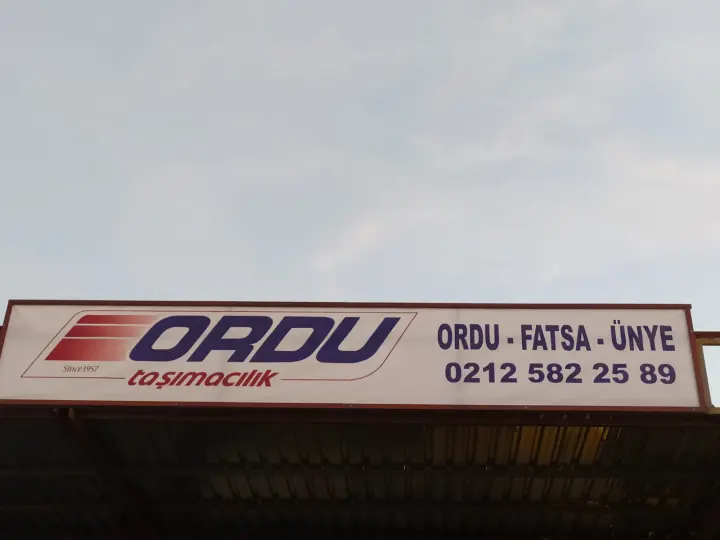 ORDU
Since 1957
taşımacılık
ORDU - FATSA - ÜNYE
0212 582 25 89